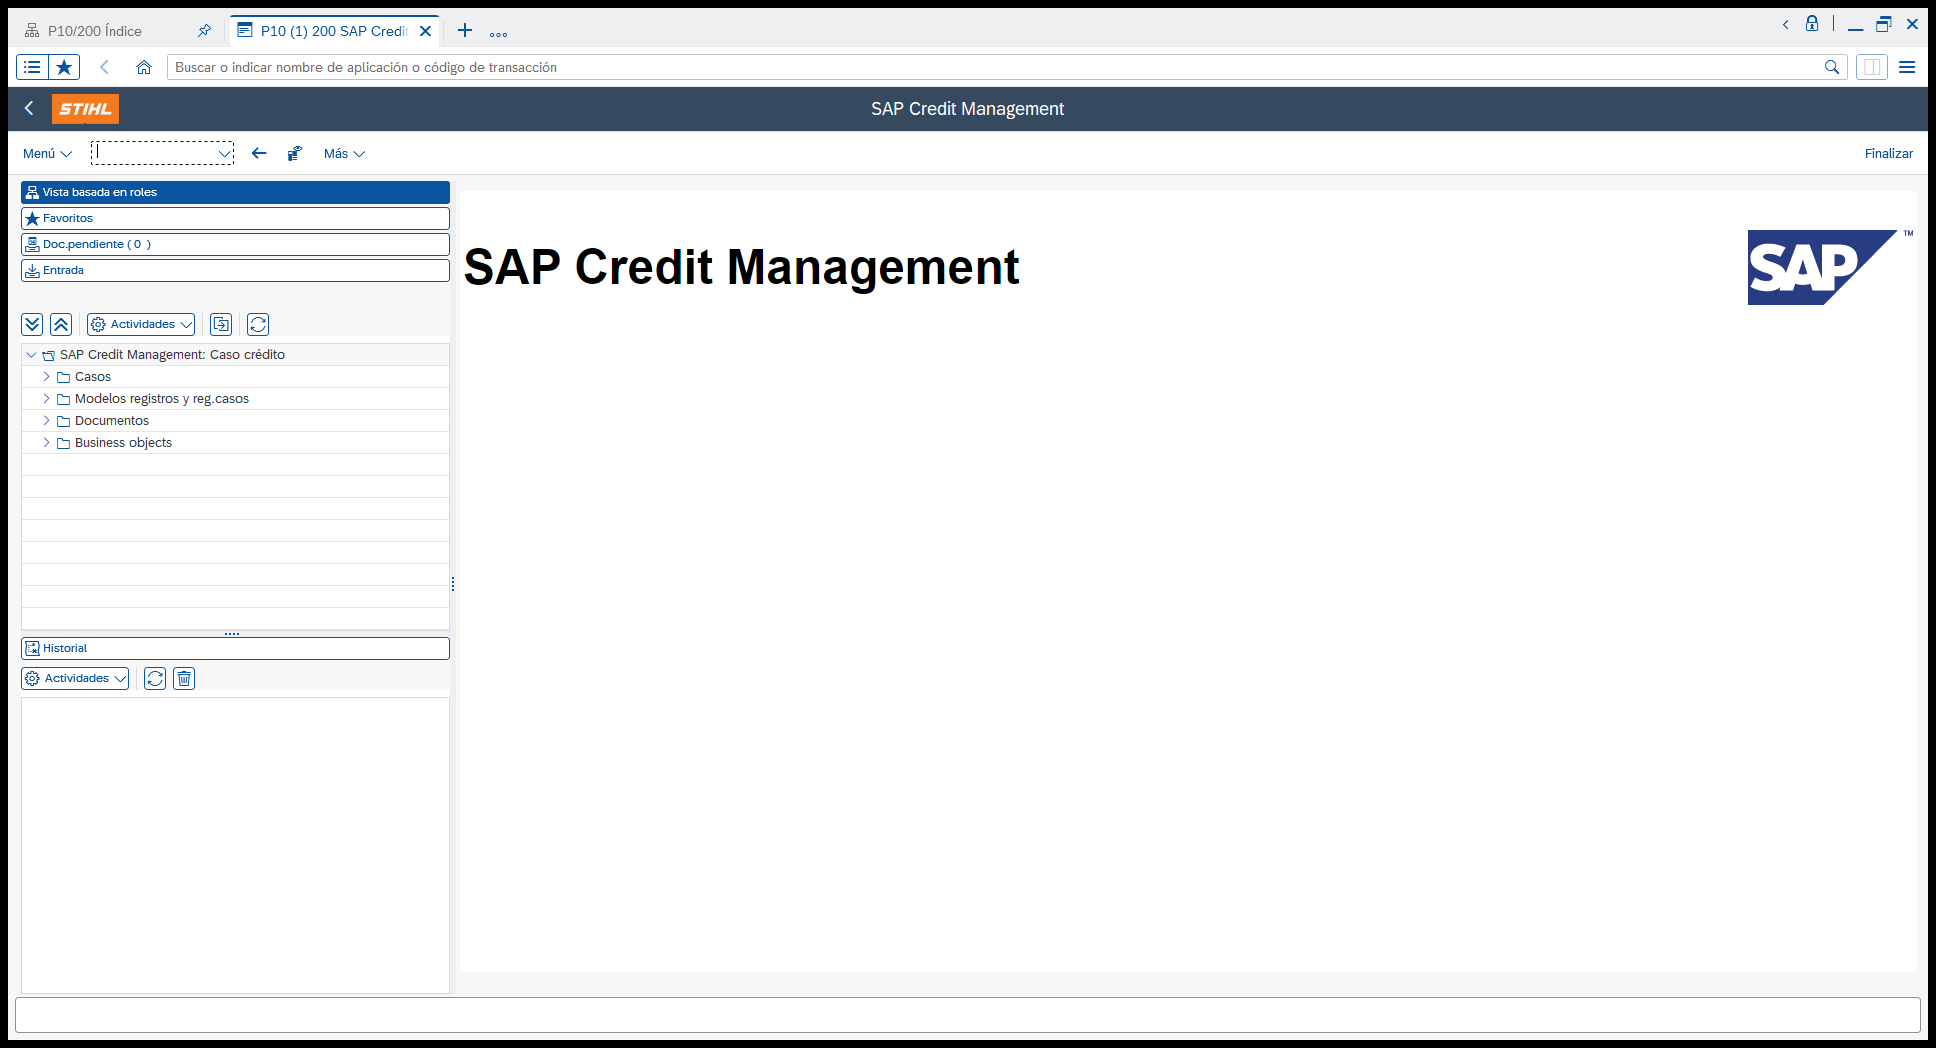 P10/200 Índice
P10 (1) 200 SAP Credit
Buscar o indicar nombre de aplicación o código de transacción
STIHL
SAP Credit Management
Menú
Más
Finalizar
Vista basada en roles
Favoritos
Doc.pendiente ( 0 )
Entrada
Actividades
SAP Credit Management: Caso crédito
Casos
Modelos registros y reg.casos
Documentos
Business objects
Historial
Actividades
SAP Credit Management
SAP TM